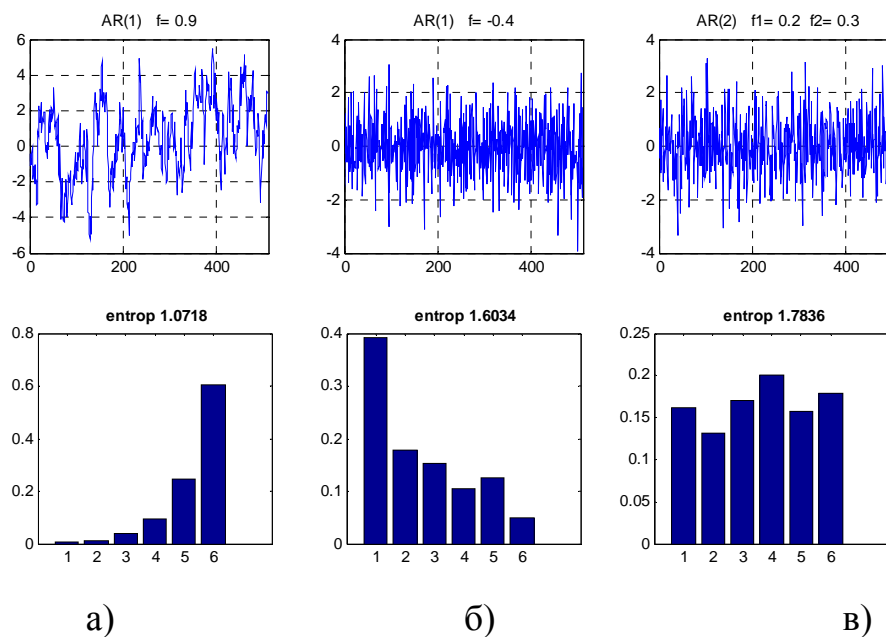 AR(1) f= 0.9
AR(1) f= -0.4
AR(2) f1= 0.2 f2= 0.3
6
4
2
0
-2
-4
6
0 200 400
4
2
0
-2
-4
0 200 400
4
2
0
-2
-4
0 200 400
entrop 1.0718
entrop 1.6034
entrop 1.7836
0.8
0.6
0.4
0.2
0
1 2 3 4 5 6
0.4
0.3
0.2
0.1
0
1 2 3 4 5 6
0.25
0.2
0.15
0.1
0.05
0
1 2 3 4 5 6
а) б) в)